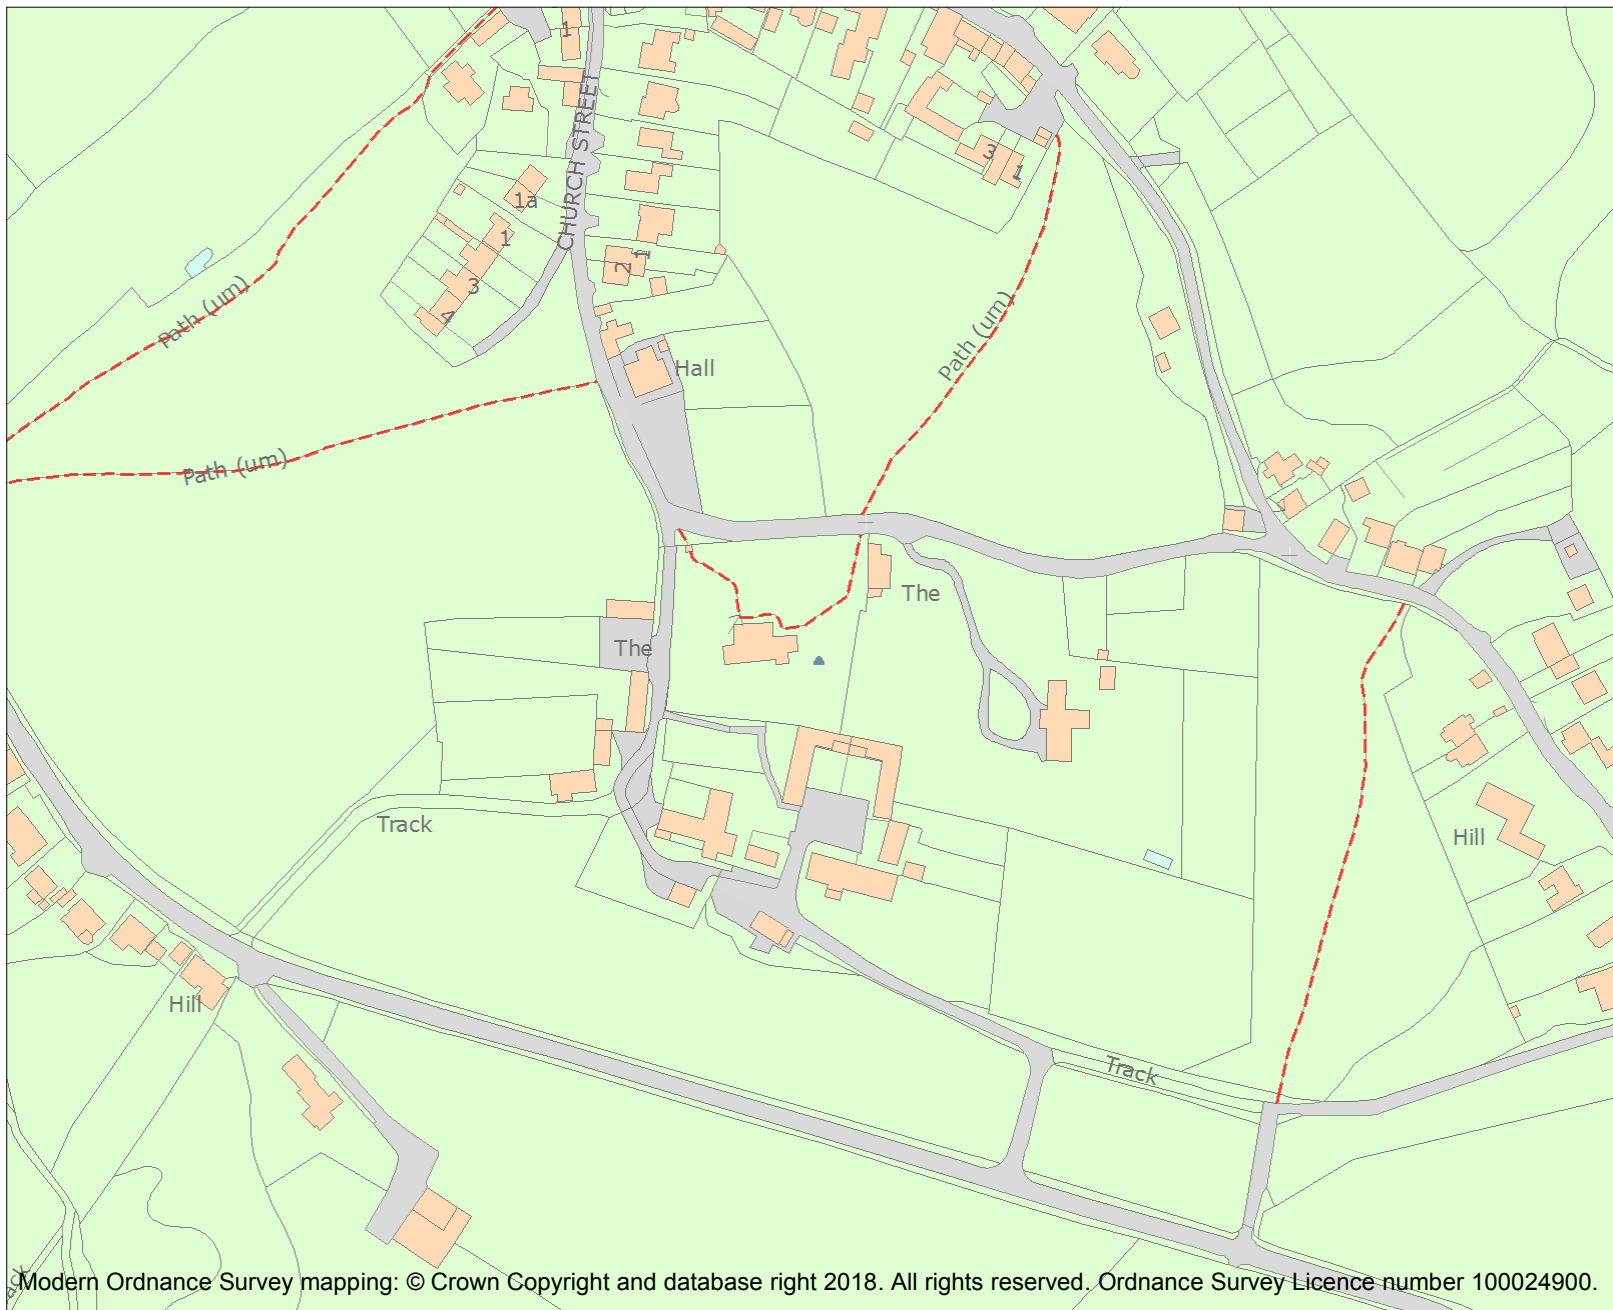 1
CHURCH STREET
3
1
1a
1
1
2
3
4
Path (um)
Path (um)
Hall
Path (um)
The
The
Track
Hill
Hill
Track
Modern Ordnance Survey mapping: © Crown Copyright and database right 2018. All rights reserved. Ordnance Survey Licence number 100024900.